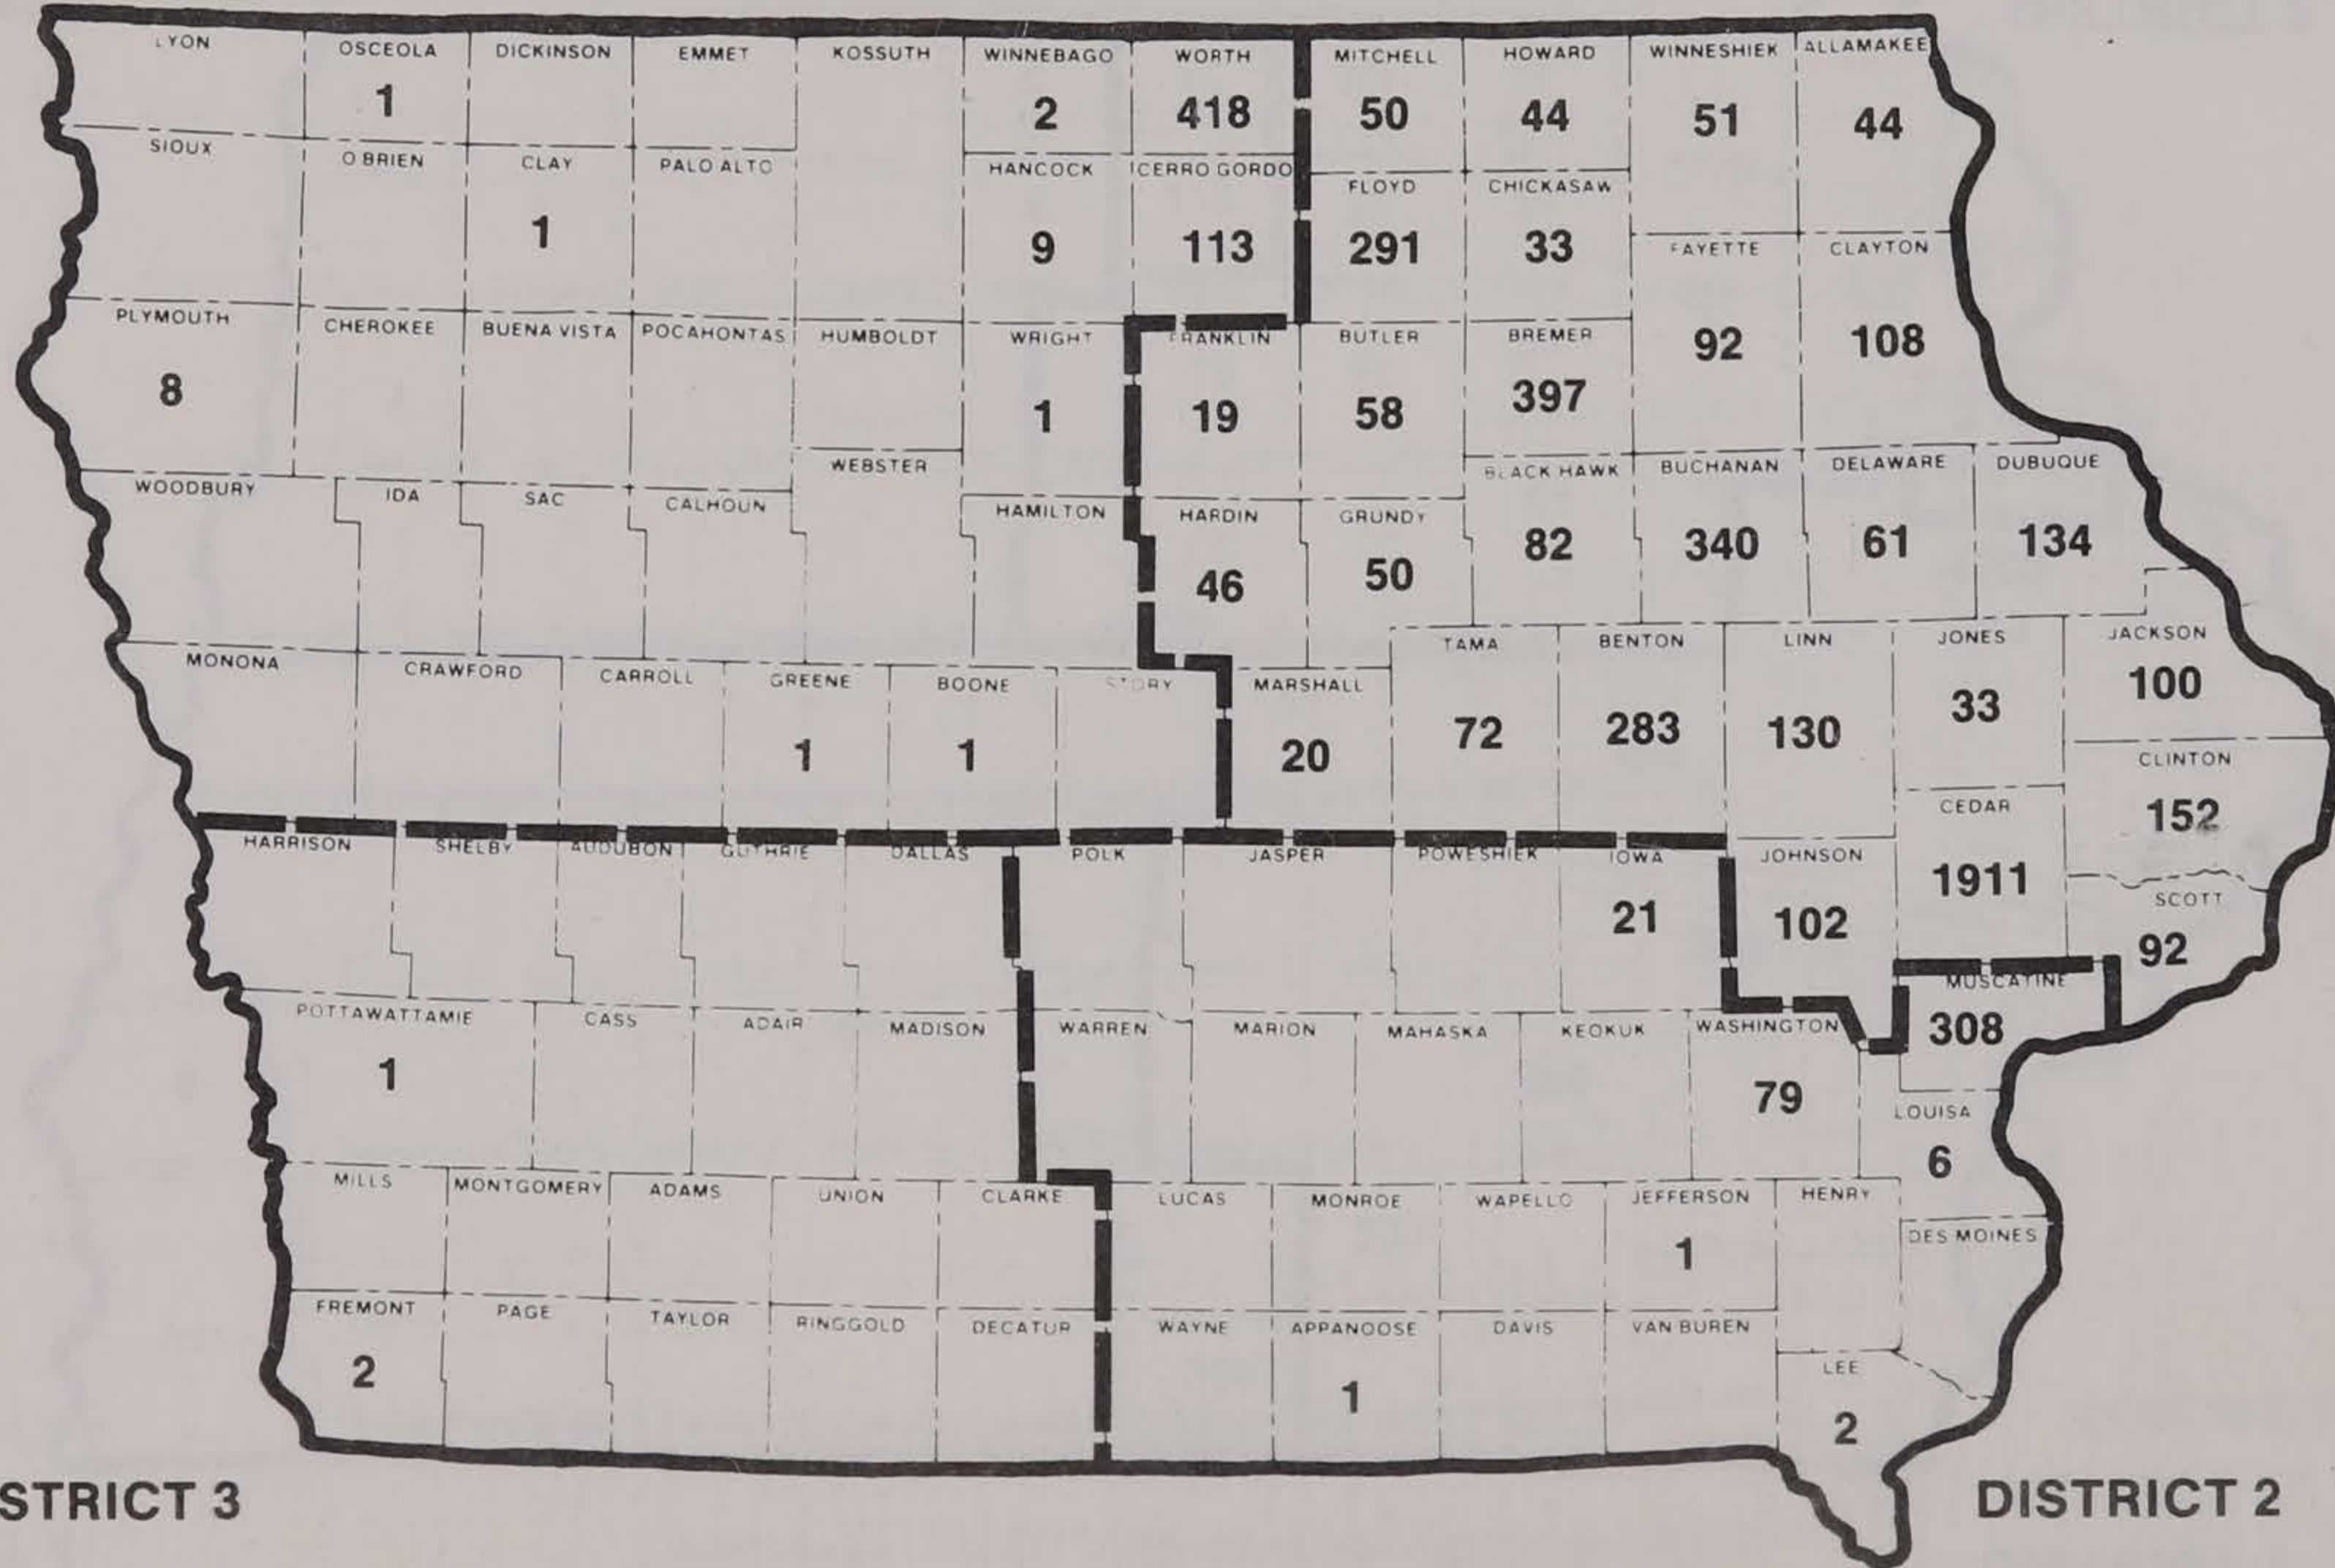 LYON OSCEOLA DICKINSON EMMET KOSSUTH WINNEBAGO WORTH MITCHELL HOWARD WINNESHIEK ALLAMAKEE
1 2 418 50 44 51 44
SIOUX O BRIEN CLAY PALO ALTO HANCOCK CERRO GORDO FLOYD CHICKASAW
1 9 113 291 33
FAYETTE CLAYTON
92 108
PLYMOUTH CHEROKEE BUENA VISTA POCAHONTAS HUMBOLDT WRIGHT FRANKLIN BUTLER BREMER
8 1 19 58 397
WOODBURY IDA SAC CALHOUN WEBSTER HAMILTON HARDIN GRUNDY BLACK HAWK BUCHANAN DELAWARE DUBUQUE
46 50 82 340 61 134
MONONA CRAWFORD CARROLL GREENE BOONE STORY MARSHALL TAMA BENTON LINN JONES JACKSON
1 1 20 72 283 130 33 100
CLINTON
152
HARRISON SHELBY AUDUBON GUTHRIE DALLAS POLK JASPER POWESHIEK IOWA JOHNSON CEDAR SCOTT
21 102 1911 92
POTTAWATTAMIE CASS ADAIR MADISON WARREN MARION MAHASKA KEOKUK WASHINGTON MUSCATINE
1 79 308
LOUISA
6
MILLS MONTGOMERY ADAMS UNION CLARKE LUCAS MONROE WAPELLO JEFFERSON HENRY DES MOINES
1
FREMONT PAGE TAYLOR RINGGOLD DECATUR WAYNE APPANOOSE DAVIS VAN BUREN LEE
2 1 2
STRICT 3 DISTRICT 2